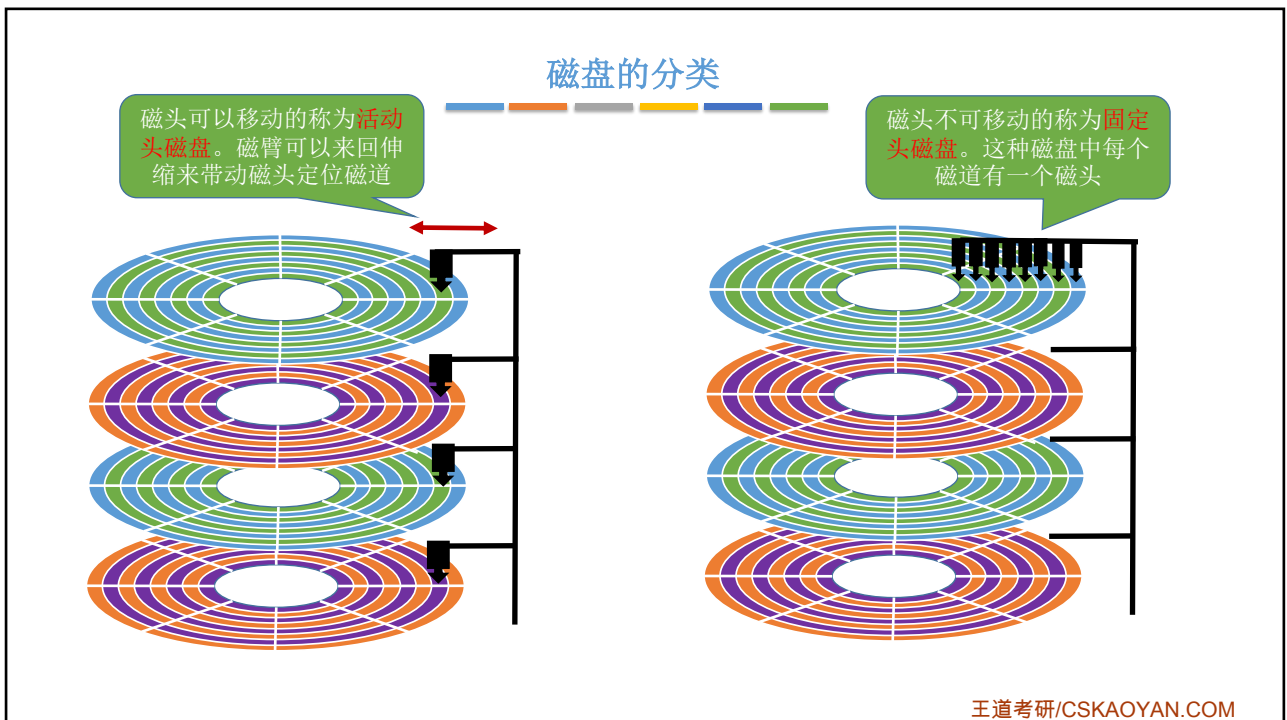 磁盘的分类
磁头可以移动的称为活动
头磁盘。磁臂可以来回伸
缩来带动磁头定位磁道
磁头不可移动的称为固定
头磁盘。这种磁盘中每个
磁道有一个磁头
王道考研/CSKAOYAN.COM